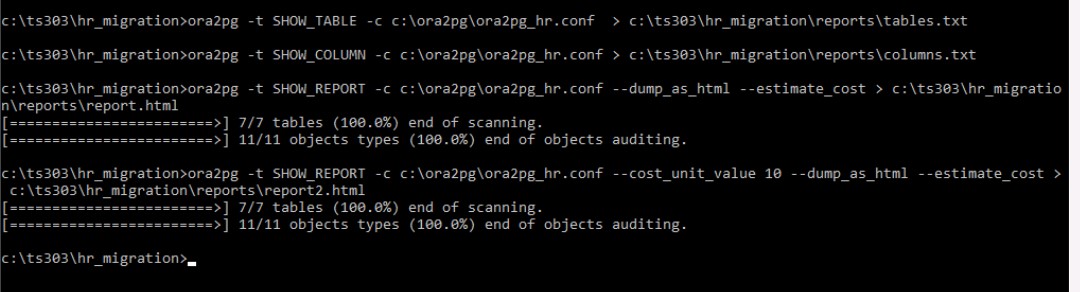 c:\ts303\hr_migration>ora2pg -t SHOW_TABLE -c c:\ora2pg\ora2pg_hr.conf  > c:\ts303\hr_migration\reports\tables.txt
c:\ts303\hr_migration>ora2pg -t SHOW_COLUMN -c c:\ora2pg\ora2pg_hr.conf > c:\ts303\hr_migration\reports\columns.txt
c:\ts303\hr_migration>ora2pg -t SHOW_REPORT -c c:\ora2pg\ora2pg_hr.conf --dump_as_html --estimate_cost > c:\ts303\hr_migratio
n\reports\report.html
[========================>] 7/7 tables (100.0%) end of scanning.
[========================>] 11/11 objects types (100.0%) end of objects auditing.
c:\ts303\hr_migration>ora2pg -t SHOW_REPORT -c c:\ora2pg\ora2pg_hr.conf --cost_unit_value 10 --dump_as_html --estimate_cost >
 c:\ts303\hr_migration\reports\report2.html
[========================>] 7/7 tables (100.0%) end of scanning.
[========================>] 11/11 objects types (100.0%) end of objects auditing.
c:\ts303\hr_migration>